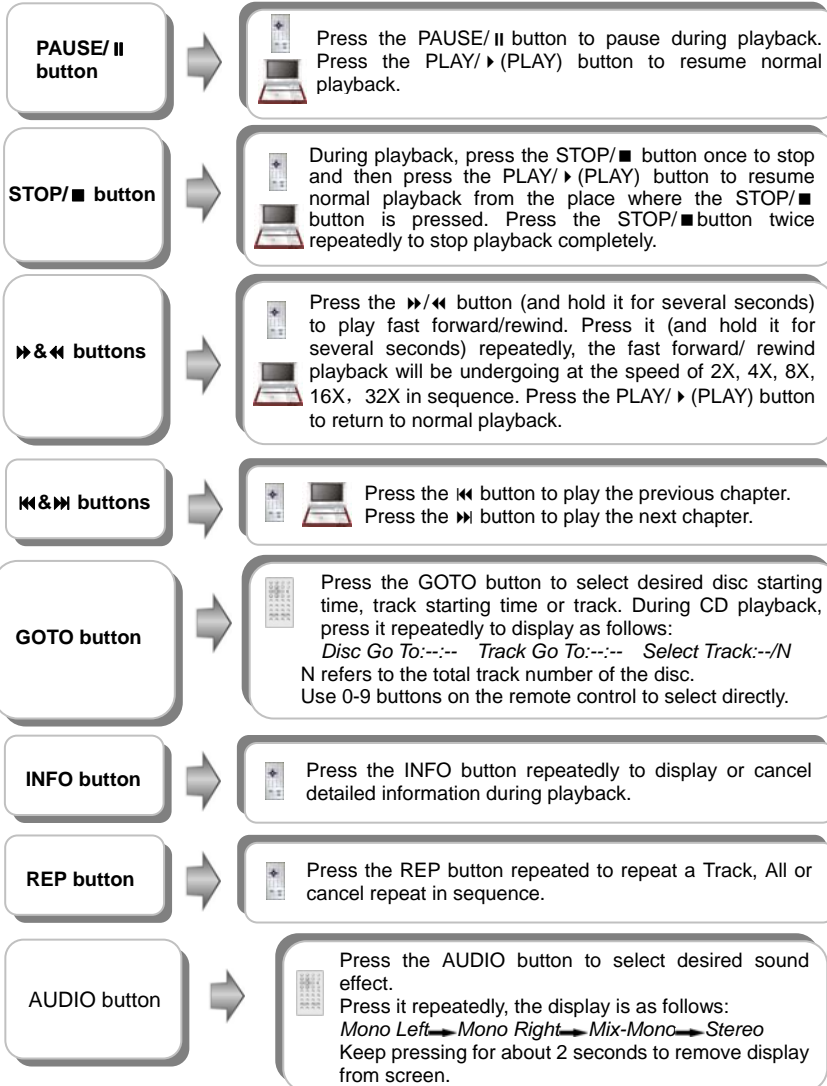 PAUSE/⏸
button
Press the PAUSE/⏸ button to pause during playback.
Press the PLAY/▶(PLAY) button to resume normal
playback.
STOP/■ button
During playback, press the STOP/■ button once to stop
and then press the PLAY/▶(PLAY) button to resume
normal playback from the place where the STOP/■
button is pressed. Press the STOP/■button twice
repeatedly to stop playback completely.
⏩&⏪ buttons
Press the ⏩/⏪ button (and hold it for several seconds)
to play fast forward/rewind. Press it (and hold it for
several seconds) repeatedly, the fast forward/ rewind
playback will be undergoing at the speed of 2X, 4X, 8X,
16X，32X in sequence. Press the PLAY/▶(PLAY) button
to return to normal playback.
⏮&⏭ buttons
Press the ⏮ button to play the previous chapter.
Press the ⏭ button to play the next chapter.
GOTO button
Press the GOTO button to select desired disc starting
time, track starting time or track. During CD playback,
press it repeatedly to display as follows:
Disc Go To:--:-- Track Go To:--:-- Select Track:--/N
N refers to the total track number of the disc.
Use 0-9 buttons on the remote control to select directly.
INFO button
Press the INFO button repeatedly to display or cancel
detailed information during playback.
REP button
Press the REP button repeated to repeat a Track, All or
cancel repeat in sequence.
AUDIO button
Press the AUDIO button to select desired sound
effect.
Press it repeatedly, the display is as follows:
Mono Left→Mono Right→Mix-Mono→Stereo
Keep pressing for about 2 seconds to remove display
from screen.